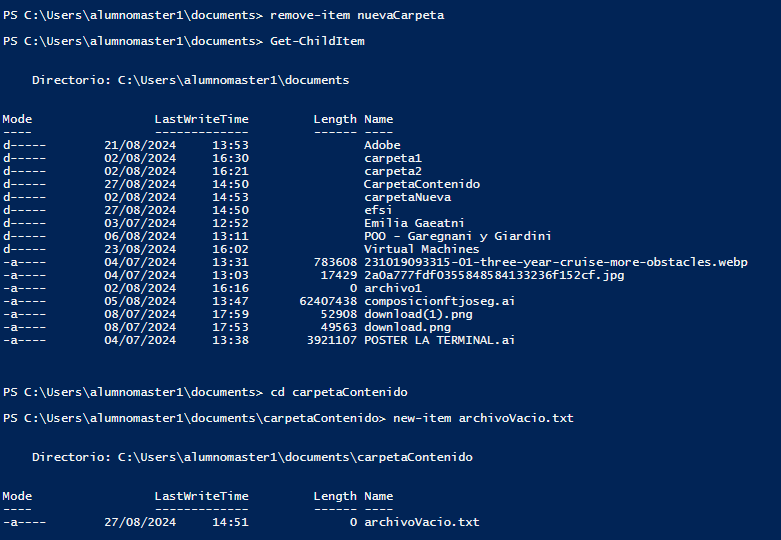 PS C:\Users\alumnomaster1\documents> remove-item nuevaCarpeta
PS C:\Users\alumnomaster1\documents> Get-ChildItem
Directorio: C:\Users\alumnomaster1\documents
Mode LastWriteTime Length Name
---- ------------- ------ ----
d----- 21/08/2024 13:53 Adobe
d----- 02/08/2024 16:30 carpeta1
d----- 02/08/2024 16:21 carpeta2
d----- 27/08/2024 14:50 CarpetaContenido
d----- 02/08/2024 14:53 carpetaNueva
d----- 27/08/2024 14:50 efsi
d----- 03/07/2024 12:52 Emilia Gaeatni
d----- 06/08/2024 13:11 POO - Garegnani y Giardini
d----- 23/08/2024 16:02 Virtual Machines
-a---- 04/07/2024 13:31 783608 231019093315-01-three-year-cruise-more-obstacles.webp
-a---- 04/07/2024 13:03 17429 2a0a777fdf0355848584133236f152cf.jpg
-a---- 02/08/2024 16:16 0 archivo1
-a---- 05/08/2024 13:47 62407438 composicionftjoseg.ai
-a---- 08/07/2024 17:59 52908 download(1).png
-a---- 08/07/2024 17:53 49563 download.png
-a---- 04/07/2024 13:38 3921107 POSTER LA TERMINAL.ai
PS C:\Users\alumnomaster1\documents> cd carpetaContenido
PS C:\Users\alumnomaster1\documents\carpetaContenido> new-item archivoVacio.txt
Directorio: C:\Users\alumnomaster1\documents\carpetaContenido
Mode LastWriteTime Length Name
---- ------------- ------ ----
-a---- 27/08/2024 14:51 0 archivoVacio.txt